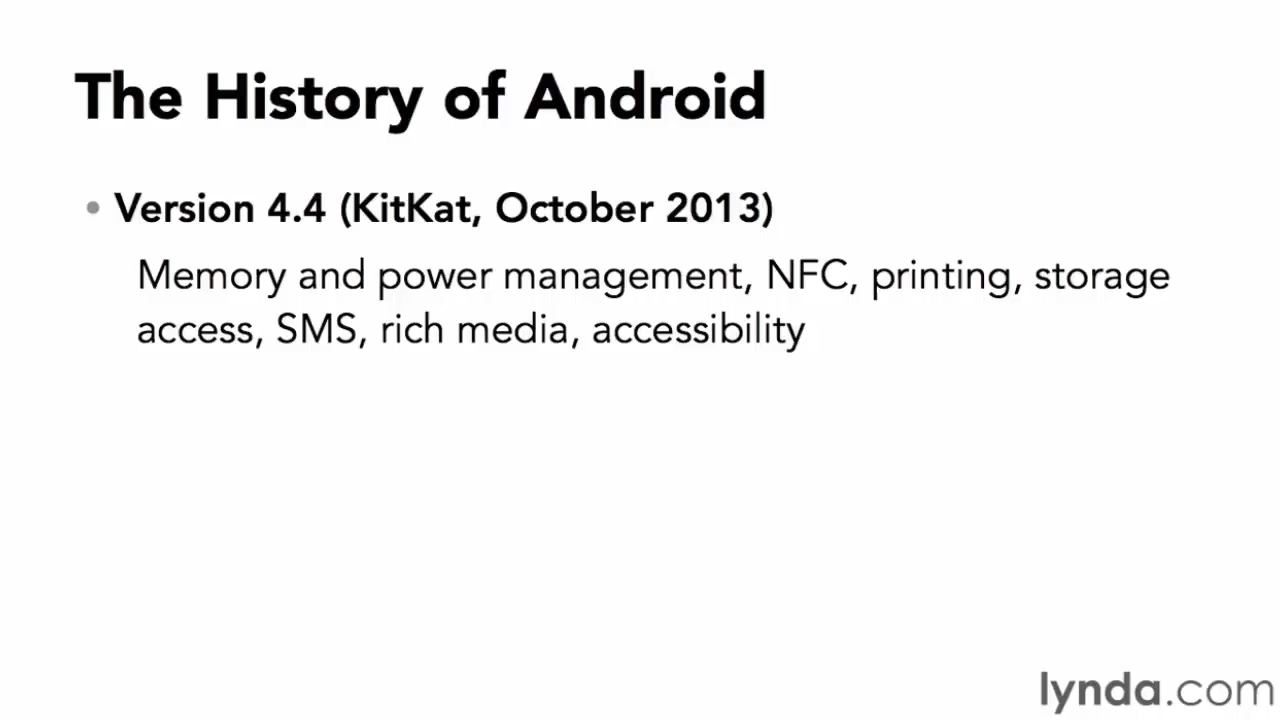 The History of Android
• Version 4.4 (KitKat, October 2013)
Memory and power management, NFC, printing, storage
access, SMS, rich media, accessibility
lynda.com